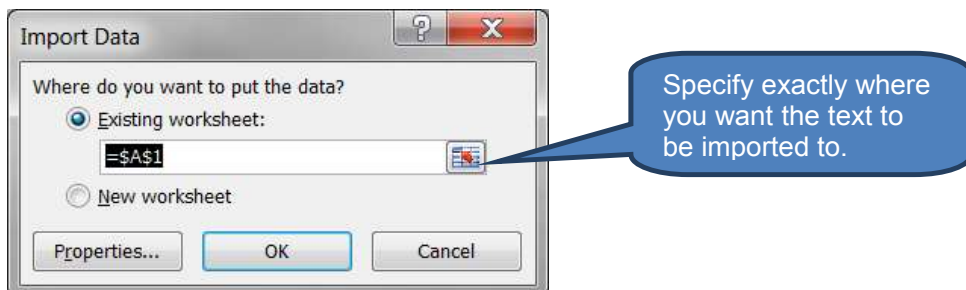 Import Data
?
X
Where do you want to put the data?
Existing worksheet:
=$A$1
New worksheet
Properties...
OK
Cancel
Specify exactly where
you want the text to
be imported to.